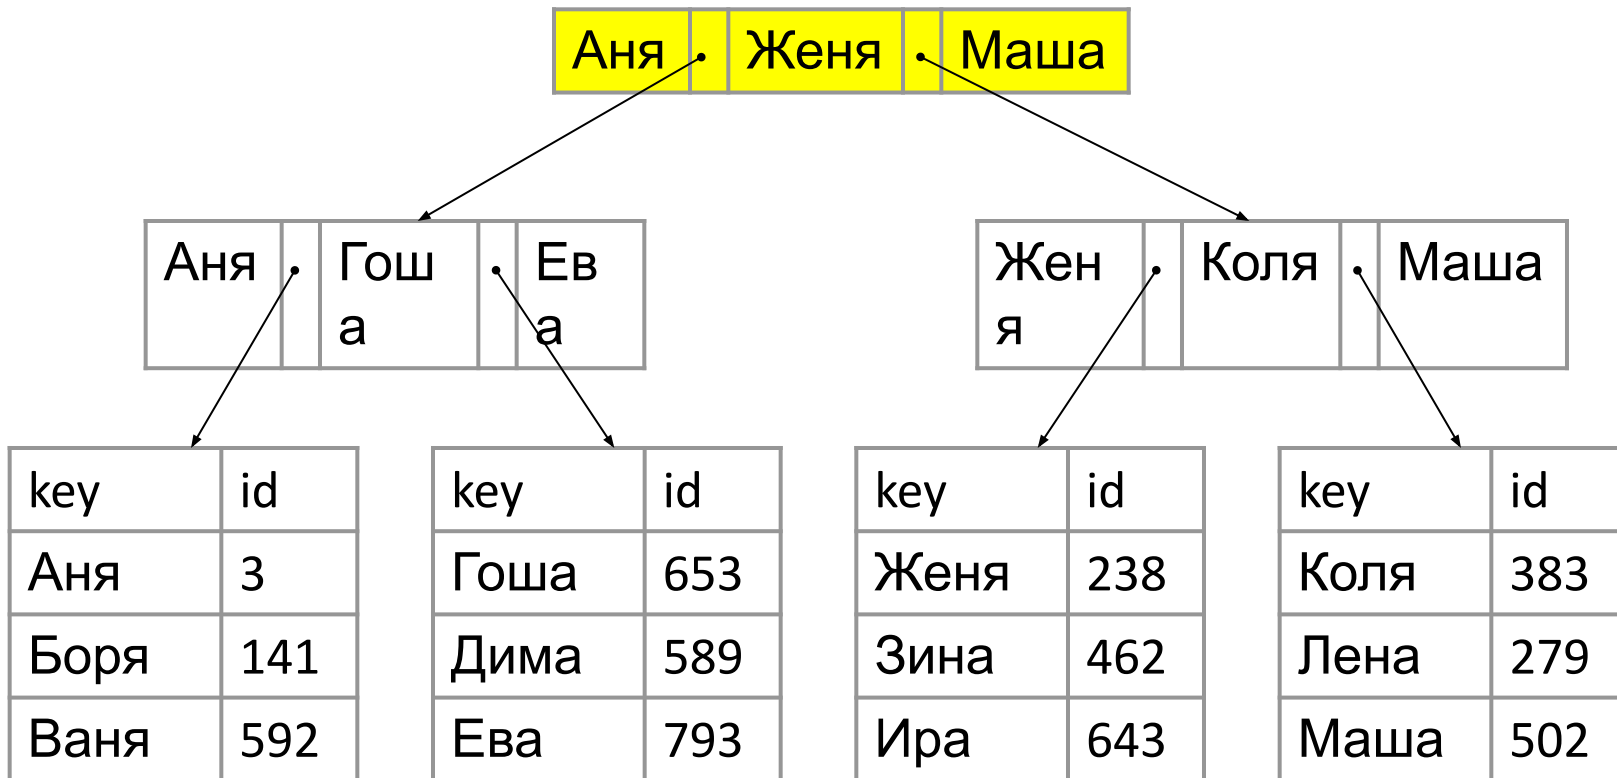 Аня Женя Маша
Аня Гош Ев
а а
Жен Коля Маша
я
key id key id key id key id
Аня 3 Гоша 653 Женя 238 Коля 383
Боря 141 Дима 589 Зина 462 Лена 279
Ваня 592 Ева 793 Ира 643 Маша 502